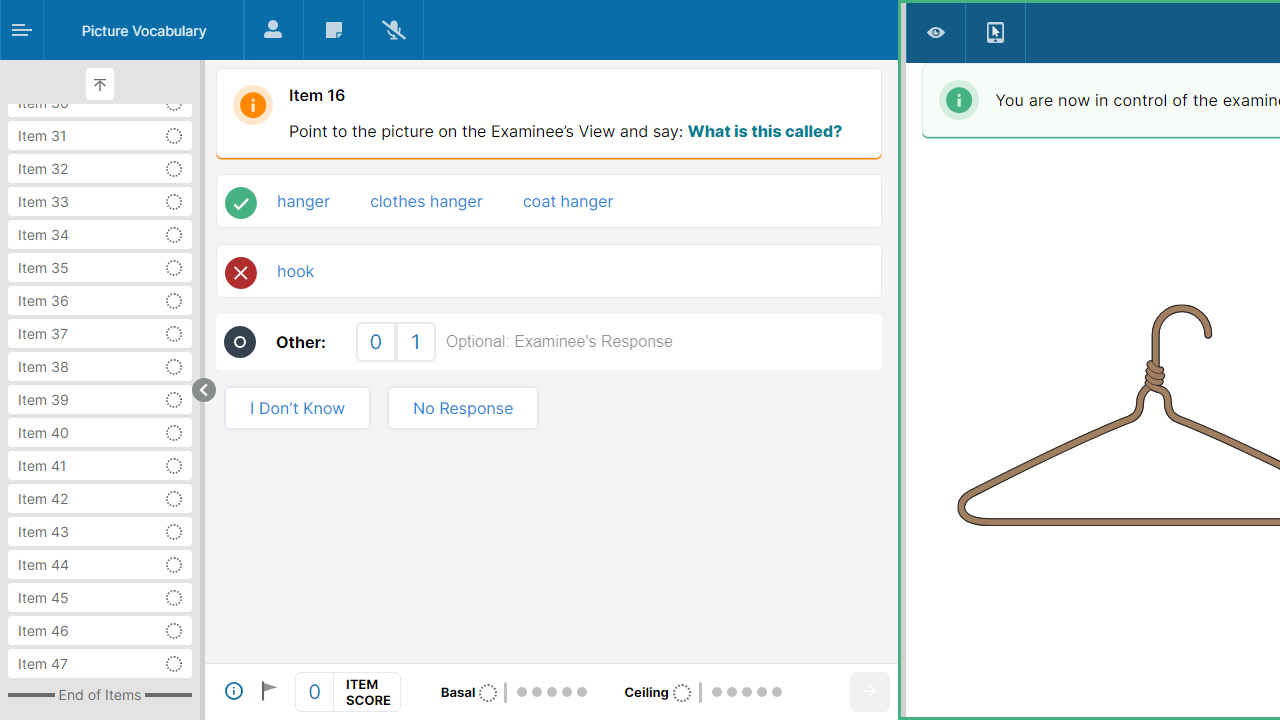 Picture Vocabulary
Item 30
Item 31
Item 32
Item 33
Item 34
Item 35
Item 36
Item 37
Item 38
Item 39
Item 40
Item 41
Item 42
Item 43
Item 44
Item 45
Item 46
Item 47
End of Items
Item 16
Point to the picture on the Examinee’s View and say: What is this called?
hanger clothes hanger coat hanger
hook
Other: 0 1 Optional: Examinee's Response
I Don’t Know No Response
0 ITEM SCORE Basal Ceiling
You are now in control of the examin